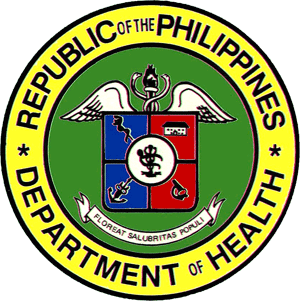 REPUBLIC OF THE PHILIPPINES
FLOREAT SALUBRITAS POPULI
* DEPARTMENT OF HEALTH *